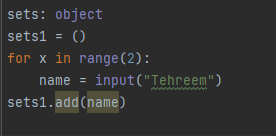 sets: object
sets1 = ()
for x in range(2):
    name = input("Tehreem")
sets1.add(name)